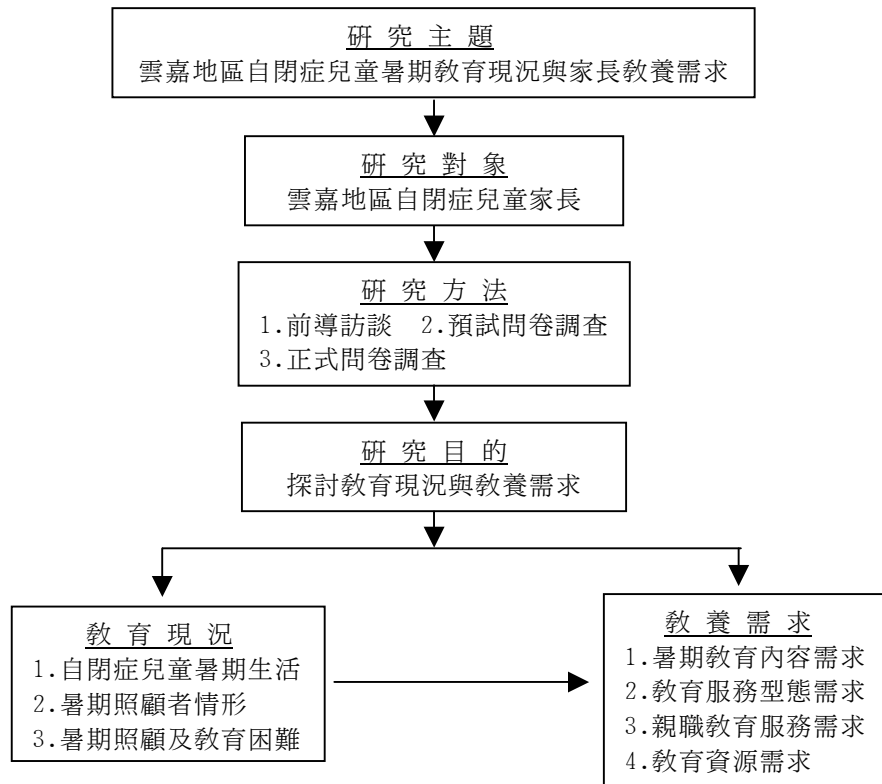 研 究 主 題
雲嘉地區自閉症兒童暑期教育現況與家長教養需求
研 究 對 象
雲嘉地區自閉症兒童家長
研 究 方 法
1.前導訪談 2.預試問卷調查
3.正式問卷調查
研 究 目 的
探討教育現況與教養需求
教 育 現 況
1.自閉症兒童暑期生活
2.暑期照顧者情形
3.暑期照顧及教育困難
教 養 需 求
1.暑期教育內容需求
2.教育服務型態需求
3.親職教育服務需求
4.教育資源需求